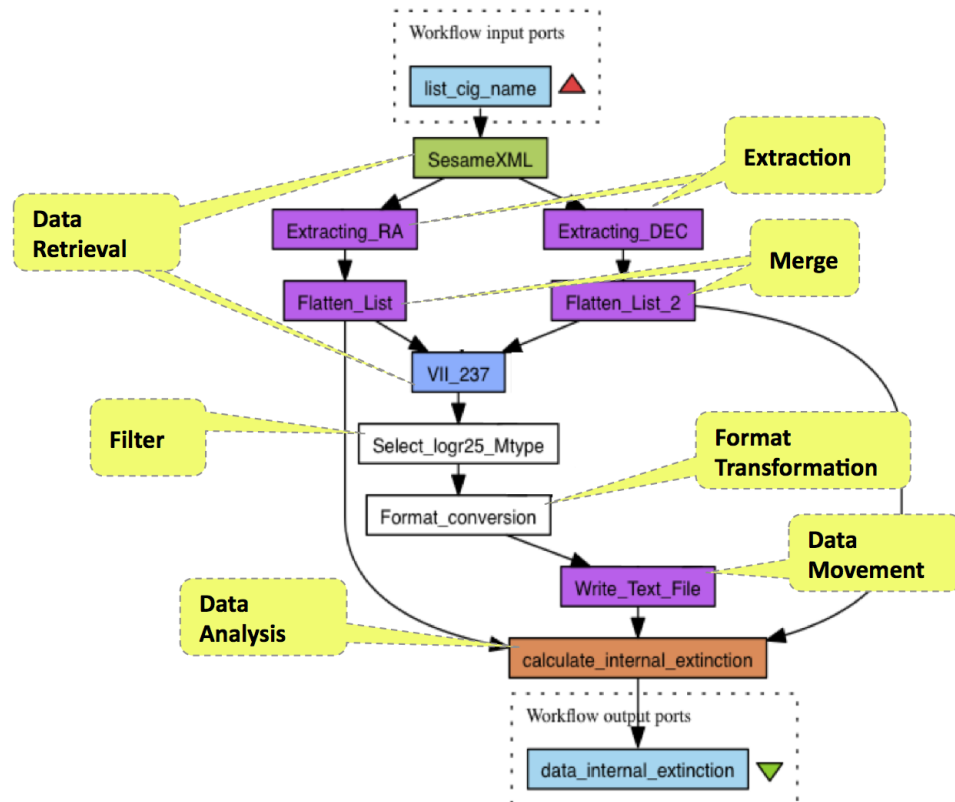 Workflow input ports
list_cig_name
SesameXML
Extraction
Data
Retrieval
Extracting_RA
Extracting_DEC
Merge
Flatten_List
Flatten_List_2
VII_237
Filter
Select_logr25_Mtype
Format
Transformation
Format_conversion
Data
Movement
Write_Text_File
Data
Analysis
calculate_internal_extinction
Workflow output ports
data_internal_extinction